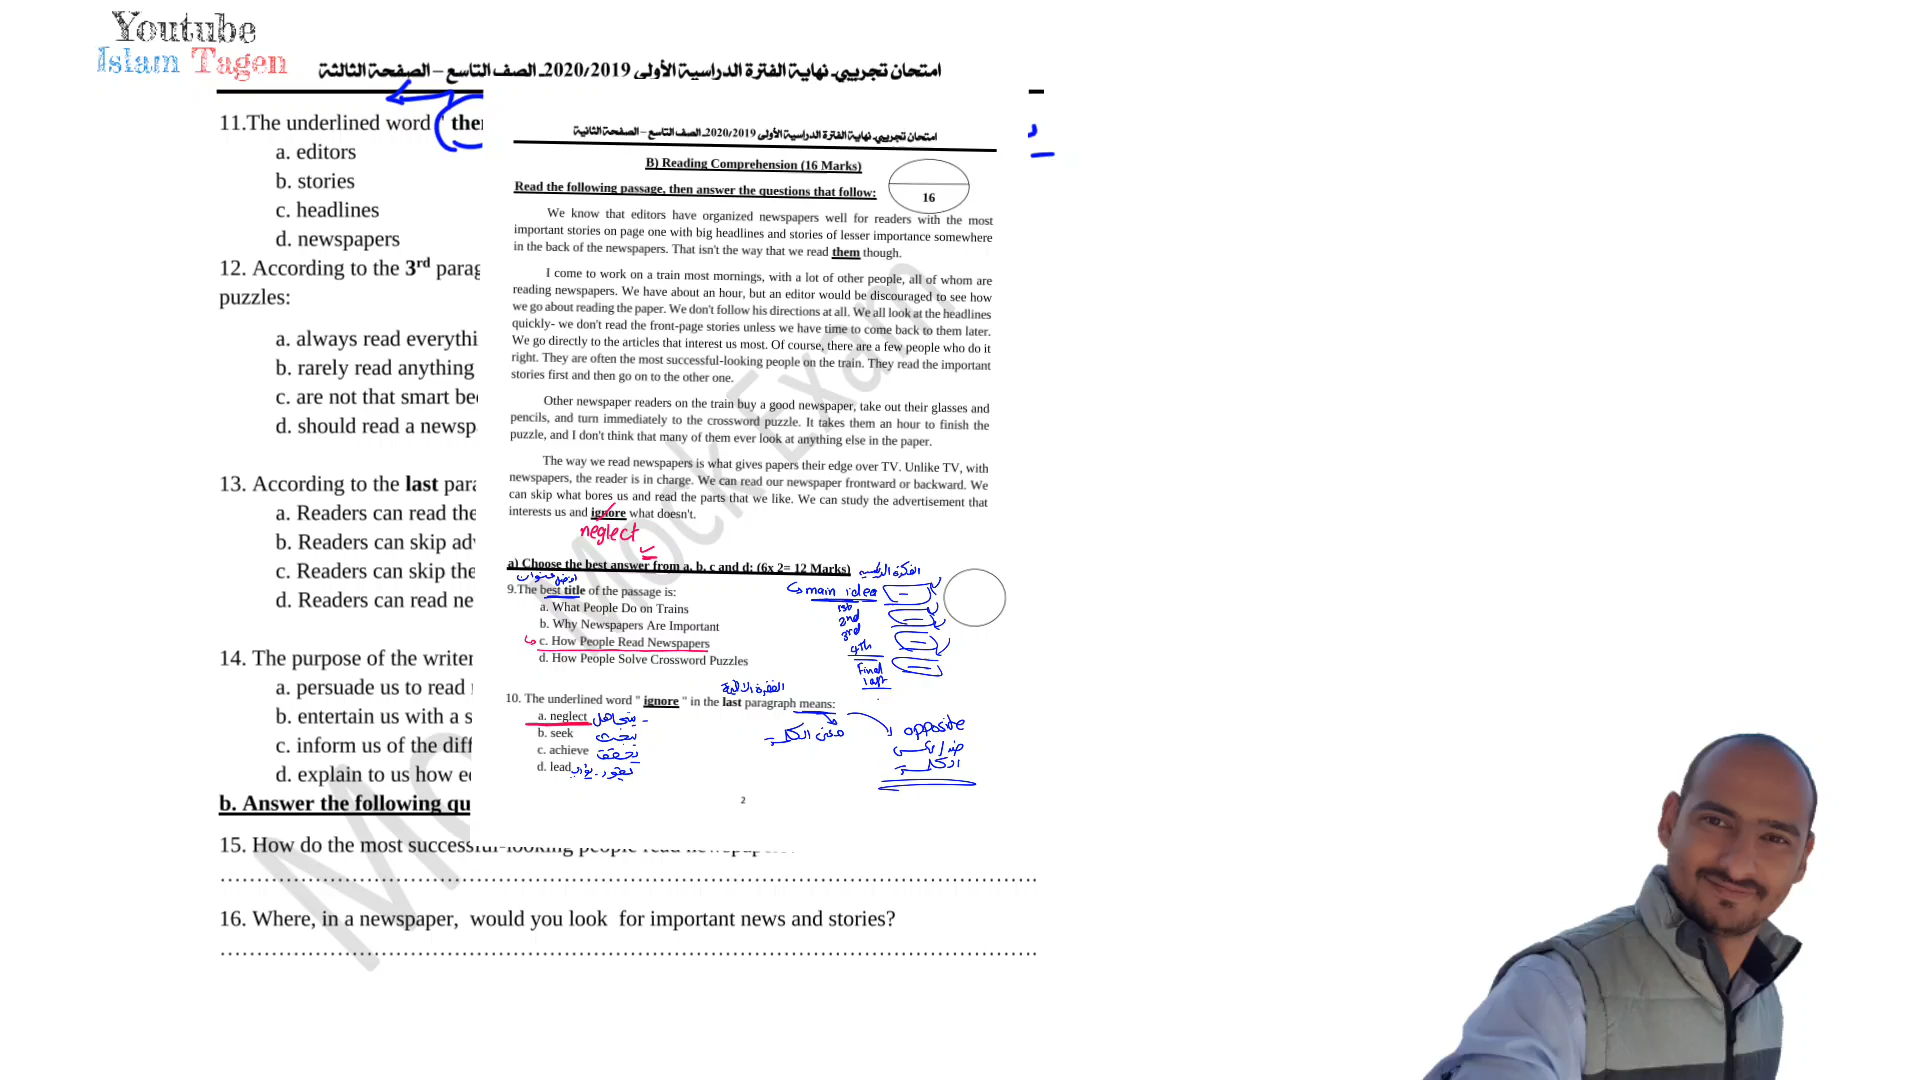 Youtube
Islam Tagen
امتحان تجريبي- نهاية الفترة الدراسية الأولى 2020/2019- الصف التاسع – الصفحة الثالثة
11.The underlined word "
a. editors
b. stories
c. headlines
d. newspapers
12. According to the 3rd
puzzles:
a. always read
b. rarely read anything
c. are not that smart
d. should read a
13. According to the last
a. Readers can read the
b. Readers can skip
c. Readers can skip the
d. Readers can read
14. The purpose of the writer
a. persuade us to read
b. entertain us with a
c. inform us of the
d. explain to us how
b. Answer the following
15. How do the most successful-looking people read newspapers?
16. Where, in a newspaper, would you look for important news and stories?
امتحان تجريبي- نهاية الفترة الدراسية الأولى 2020/2019- الصف التاسع – الصفحة الثانية
B) Reading Comprehension (16 Marks)
Read the following passage, then answer the questions that follow:
16
We know that editors have organized newspapers well for readers with the most
important stories on page one with big headlines and stories of lesser importance somewhere
in the back of the newspapers. That isn't the way that we read them though.
I come to work on a train most mornings, with a lot of other people, all of whom are
reading newspapers. We have about an hour, but an editor would be discouraged to see how
we go about reading the paper. We don't follow his directions at all. We all look at the headlines
quickly- we don't read the front-page stories unless we have time to come back to them later.
We go directly to the articles that interest us most. Of course, there are a few people who do it
right. They are often the most successful-looking people on the train. They read the important
stories first and then go on to the other one.
Other newspaper readers on the train buy a good newspaper, take out their glasses and
pencils, and turn immediately to the crossword puzzle. It takes them an hour to finish the
puzzle, and I don't think that many of them ever look at anything else in the paper.
The way we read newspapers is what gives papers their edge over TV. Unlike TV, with
newspapers, the reader is in charge. We can read our newspaper frontward or backward. We
can skip what bores us and read the parts that we like. We can study the advertisement that
interests us and ignore what doesn't.
neglect
a) Choose the best answer from a, b, c and d: (6x 2= 12 Marks)
الفكرة الرئيسية
افضل عنوان
9.The best title of the passage is:
main idea
a. What People Do on Trains
1st
b. Why Newspapers Are Important
2nd
3rd
c. How People Read Newspapers
4th
d. How People Solve Crossword Puzzles
Final
last
10. The underlined word " ignore " in the last paragraph means:
a. neglect يتجاهل
b. seek يبحث
c. achieve يحقق
d. lead يقود
معنى الكلمة
opposite
ضد / عكس
الكلمة
2
Mock Exam